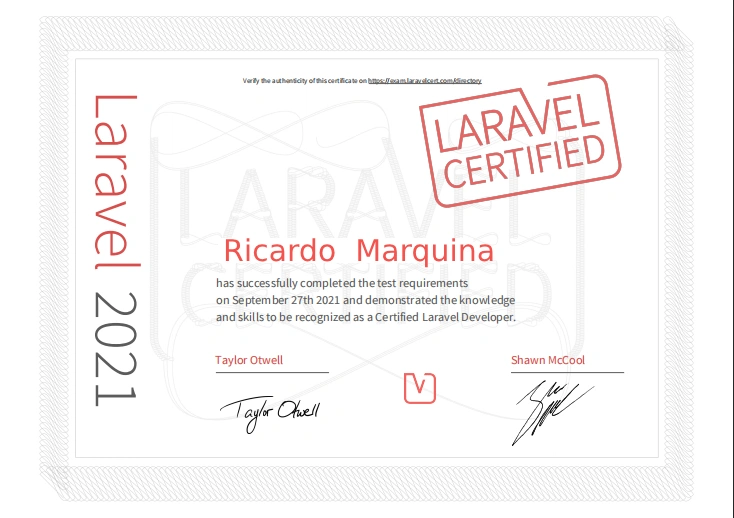 Verify the authenticity of this certificate on https://exam.laravelcert.com/directory
LARAVEL
CERTIFIED
Laravel 2021
LARAVEL
CERTIFIED
Ricardo Marquina
has successfully completed the test requirements
on September 27th 2021 and demonstrated the knowledge
and skills to be recognized as a Certified Laravel Developer.
Taylor Otwell
Shawn McCool
Taylor Otwell